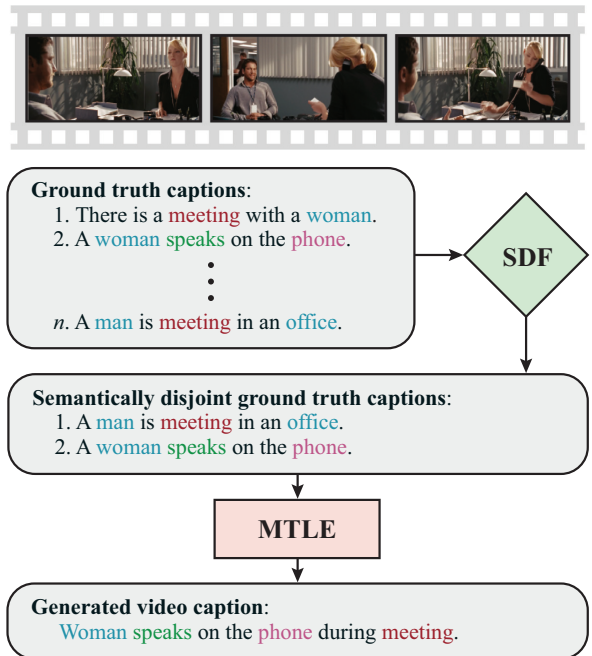 Ground truth captions:
1. There is a meeting with a woman.
2. A woman speaks on the phone.
n. A man is meeting in an office.
SDF
Semantically disjoint ground truth captions:
1. A man is meeting in an office.
2. A woman speaks on the phone.
MTLE
Generated video caption:
Woman speaks on the phone during meeting.